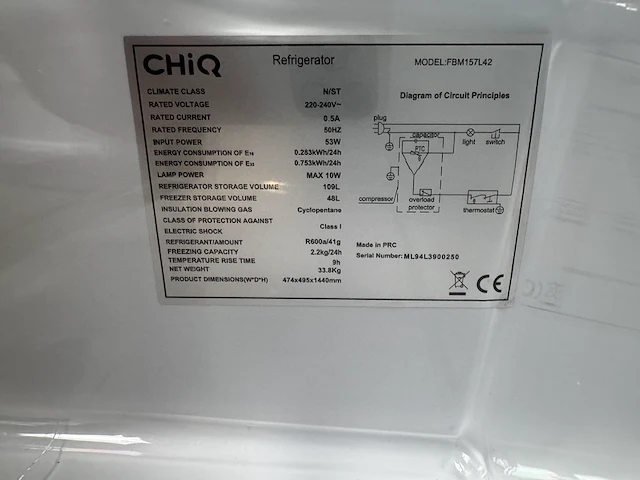 CHiQ Refrigerator MODEL:FBM157L42
CLIMATE CLASS N/ST
RATED VOLTAGE 220-240V~
RATED CURRENT 0.5A
RATED FREQUENCY 50HZ
INPUT POWER 53W
ENERGY CONSUMPTION OF E16 0.283kWh/24h
ENERGY CONSUMPTION OF E32 0.753kWh/24h
LAMP POWER MAX 10W
REFRIGERATOR STORAGE VOLUME 109L
FREEZER STORAGE VOLUME 48L
INSULATION BLOWING GAS Cyclopentane
CLASS OF PROTECTION AGAINST
ELECTRIC SHOCK Class I
REFRIGERANT/AMOUNT R600a/41g
FREEZING CAPACITY 2.2kg/24h
TEMPERATURE RISE TIME 9h
NET WEIGHT 33.8Kg
PRODUCT DIMENSIONS(W*D*H) 474x495x1440mm
Diagram of Circuit Principles
plug
capacitor
PTC
light switch
compressor
overload
protector
thermostat
Made in PRC
Serial Number:ML94L3900250
CE